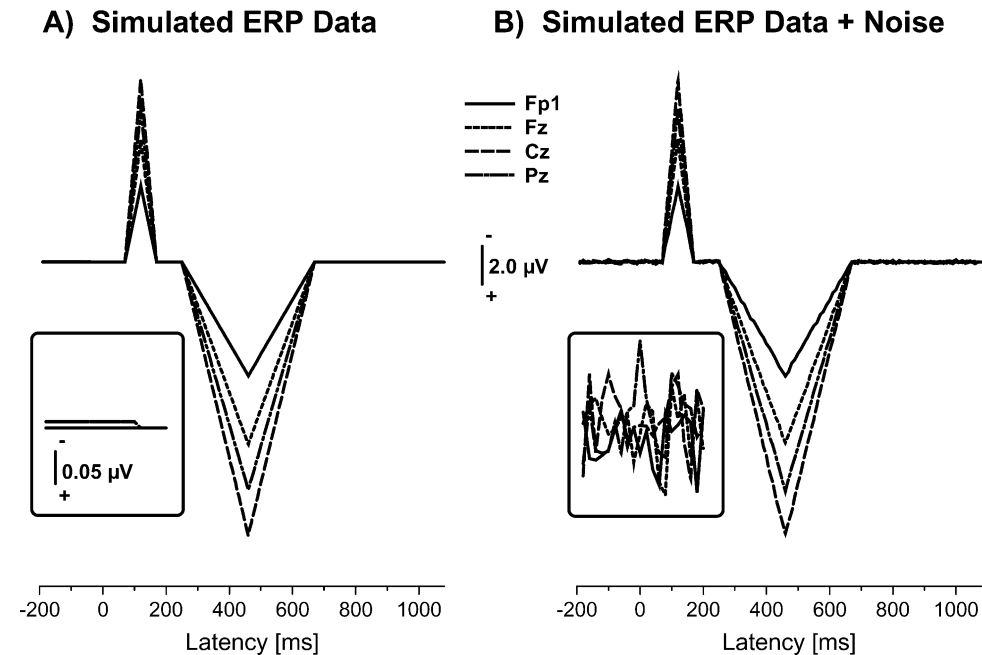 A) Simulated ERP Data
B) Simulated ERP Data + Noise
Fp1
Fz
Cz
Pz
-
2.0 µV
+
-
0.05 µV
+
-200 0 200 400 600 800 1000
Latency [ms]
-200 0 200 400 600 800 1000
Latency [ms]